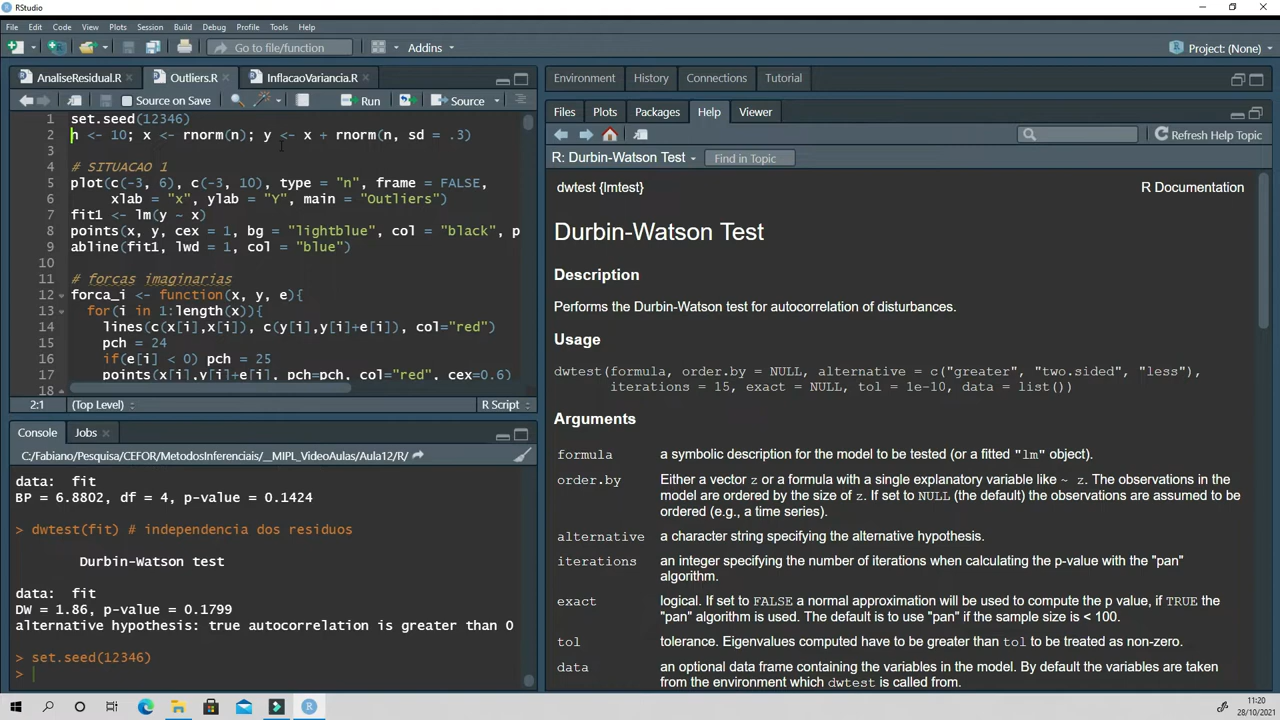 RStudio
File Edit Code View Plots Session Build Debug Profile Tools Help
Go to file/function Addins Project: (None)
AnaliseResidual.R Outliers.R InflacaoVariancia.R
Source on Save Run Source
1 set.seed(12346)
2 n <- 10; x <- rnorm(n); y <- x + rnorm(n, sd = .3)
3
4 # SITUACAO 1
5 plot(c(-3, 6), c(-3, 10), type = "n", frame = FALSE,
6 xlab = "x", ylab = "Y", main = "Outliers")
7 fit1 <- lm(y ~ x)
8 points(x, y, cex = 1, bg = "lightblue", col = "black", p
9 abline(fit1, lwd = 1, col = "blue")
10
11 # forcas imaginarias
12 forca_i <- function(x, y, e){
13 for(i in 1:length(x)){
14 lines(c(x[i],x[i]), c(y[i],y[i]+e[i]), col="red")
15 pch = 24
16 if(e[i] < 0) pch = 25
17 points(x[i],y[i]+e[i], pch=pch, col="red", cex=0.6)
18
2:1 (Top Level) R Script
Console Jobs
C:/Fabiano/Pesquisa/CEFOR/MetodosInferenciais/__MIPL_VideoAulas/Aula12/R/
data: fit
BP = 6.8802, df = 4, p-value = 0.1424
> dwtest(fit) # independencia dos residuos
Durbin-Watson test
data: fit
DW = 1.86, p-value = 0.1799
alternative hypothesis: true autocorrelation is greater than 0
> set.seed(12346)
>
Environment History Connections Tutorial
Files Plots Packages Help Viewer
Refresh Help Topic
R: Durbin-Watson Test Find in Topic
dwtest {lmtest} R Documentation
Durbin-Watson Test
Description
Performs the Durbin-Watson test for autocorrelation of disturbances.
Usage
dwtest(formula, order.by = NULL, alternative = c("greater", "two.sided", "less"),
iterations = 15, exact = NULL, tol = 1e-10, data = list())
Arguments
formula a symbolic description for the model to be tested (or a fitted "lm" object).
order.by Either a vector z or a formula with a single explanatory variable like ~ z. The observations in the
model are ordered by the size of z. If set to NULL (the default) the observations are assumed to be
ordered (e.g., a time series).
alternative a character string specifying the alternative hypothesis.
iterations an integer specifying the number of iterations when calculating the p-value with the "pan"
algorithm.
exact logical. If set to FALSE a normal approximation will be used to compute the p value, if TRUE the
"pan" algorithm is used. The default is to use "pan" if the sample size is < 100.
tol tolerance. Eigenvalues computed have to be greater than tol to be treated as non-zero.
data an optional data frame containing the variables in the model. By default the variables are taken
from the environment which dwtest is called from.
11:20
28/10/2021